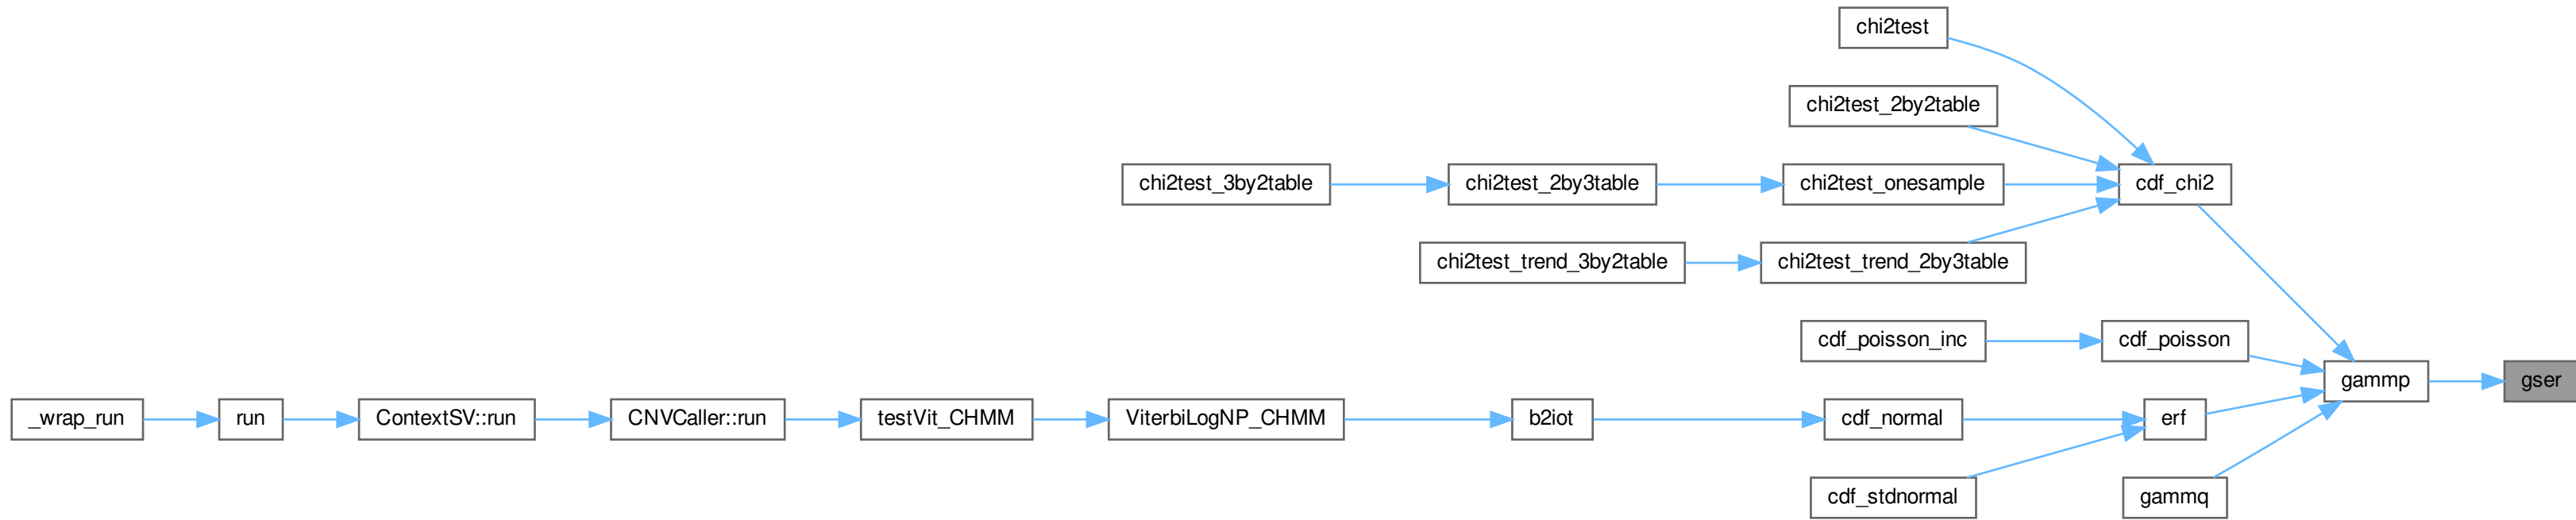 chi2test
chi2test_2by2table
chi2test_3by2table
chi2test_2by3table
chi2test_onesample
cdf_chi2
chi2test_trend_3by2table
chi2test_trend_2by3table
cdf_poisson_inc
cdf_poisson
gammp
gser
_wrap_run
run
ContextSV::run
CNVCaller::run
testVit_CHMM
ViterbiLogNP_CHMM
b2iot
cdf_normal
erf
cdf_stdnormal
gammq